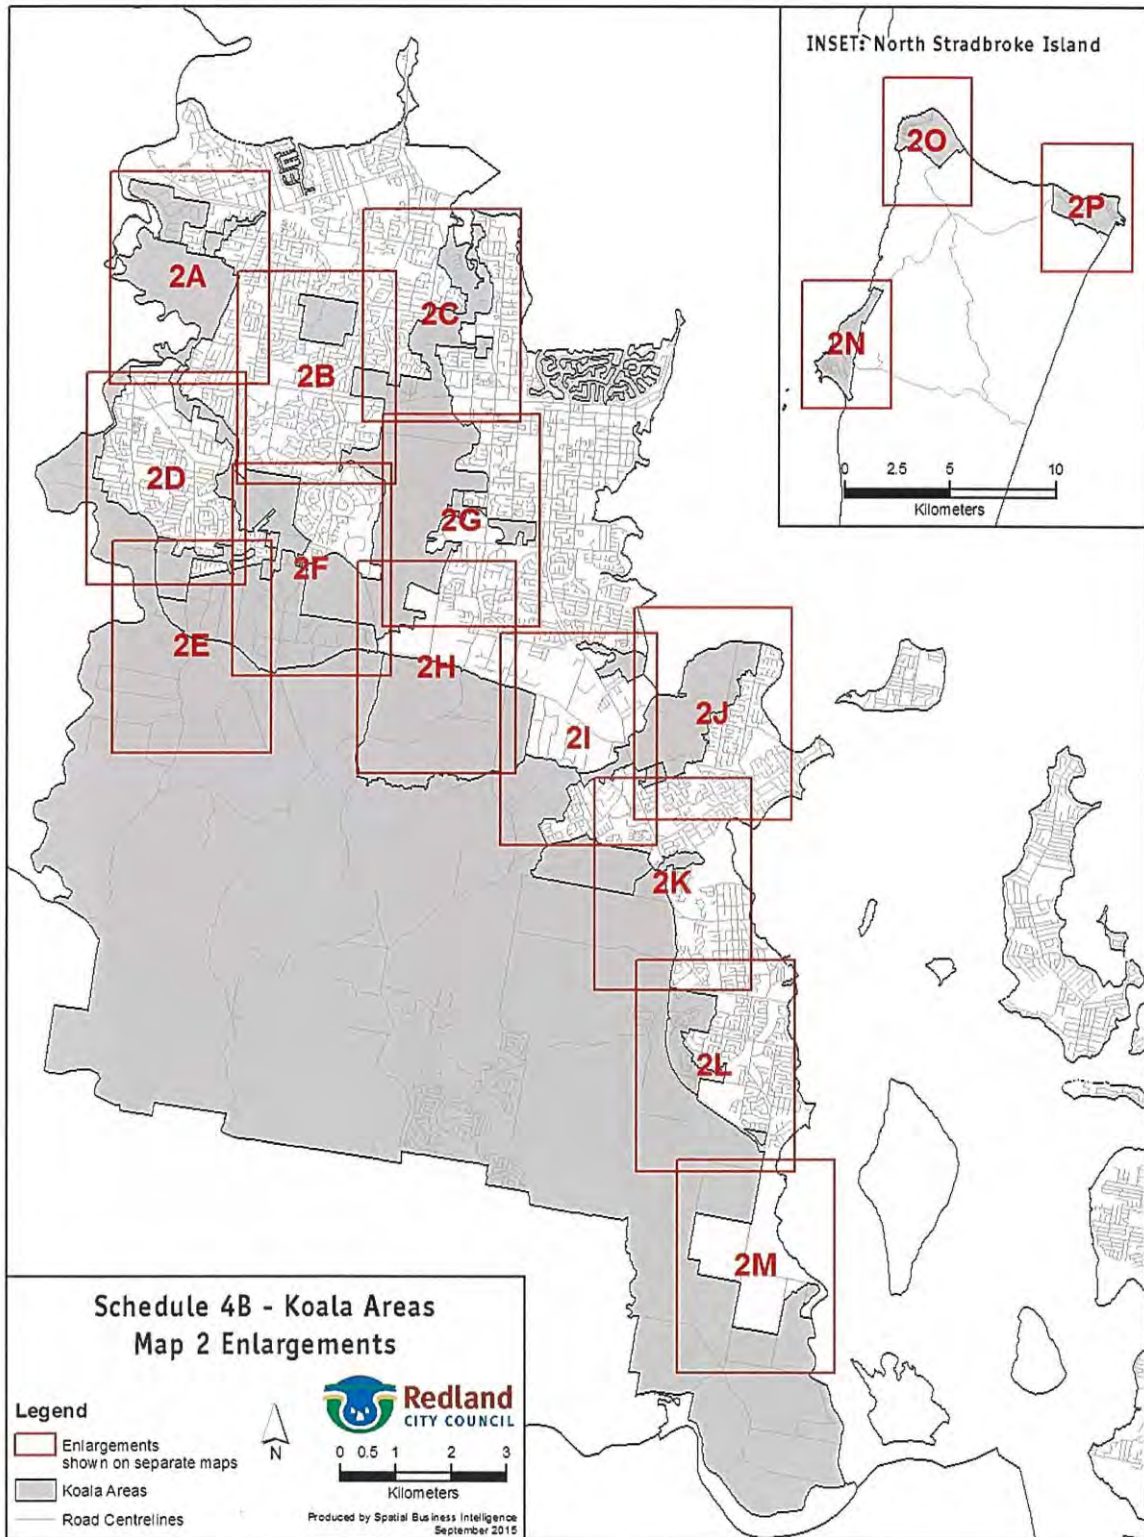 INSET: North Stradbroke Island
2O
2P
2N
0 2.5 5 10
Kilometers
2A
2C
2B
2D
2G
2F
2E
2H
2J
2I
2K
2L
2M
Schedule 4B - Koala Areas
Map 2 Enlargements
Redland
CITY COUNCIL
Legend
Enlargements
shown on separate maps
Koala Areas
Road Centrelines
N
0 0.5 1 2 3
Kilometers
Produced by Spatial Business Intelligence
September 2015